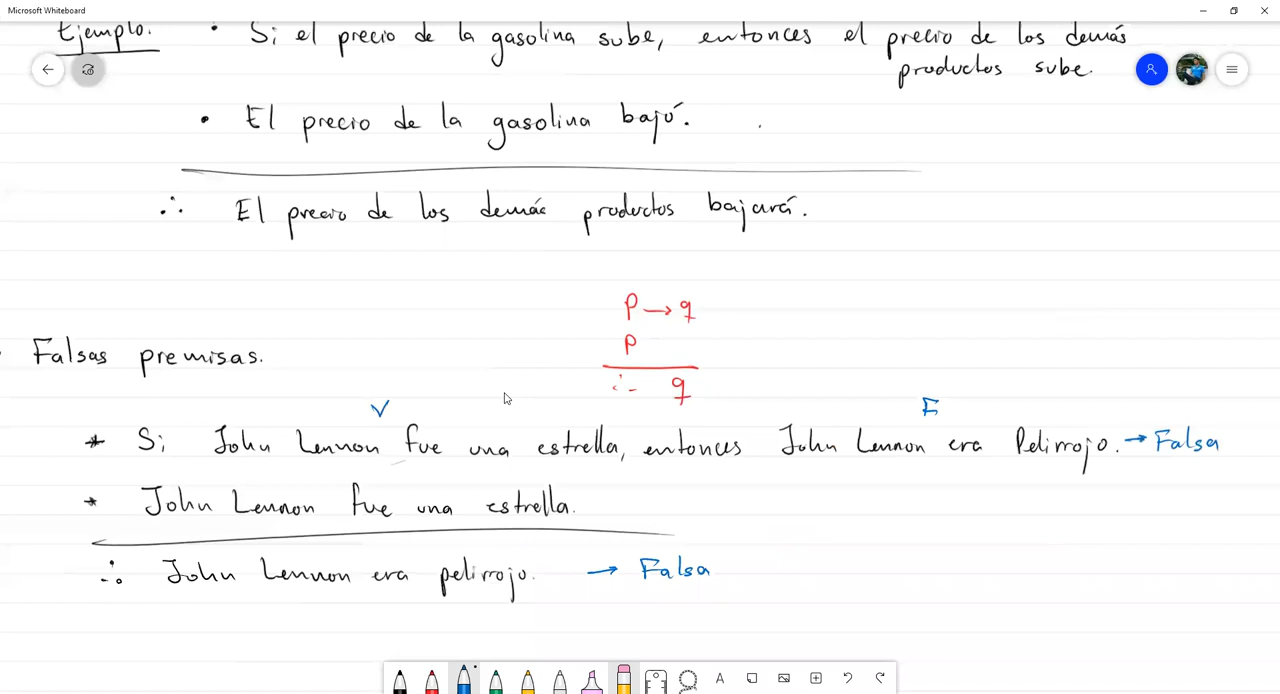 Microsoft Whiteboard
Ejemplo. • Si el precio de la gasolina sube, entonces el precio de los demás
productos sube.
• El precio de la gasolina bajó.
∴ El precio de los demás productos bajará.
p → q
p
∴ q
Falsas premisas.
V F
* Si John Lennon fue una estrella, entonces John Lennon era Pelirrojo. → Falsa
* John Lennon fue una estrella.
∴ John Lennon era pelirrojo. → Falsa